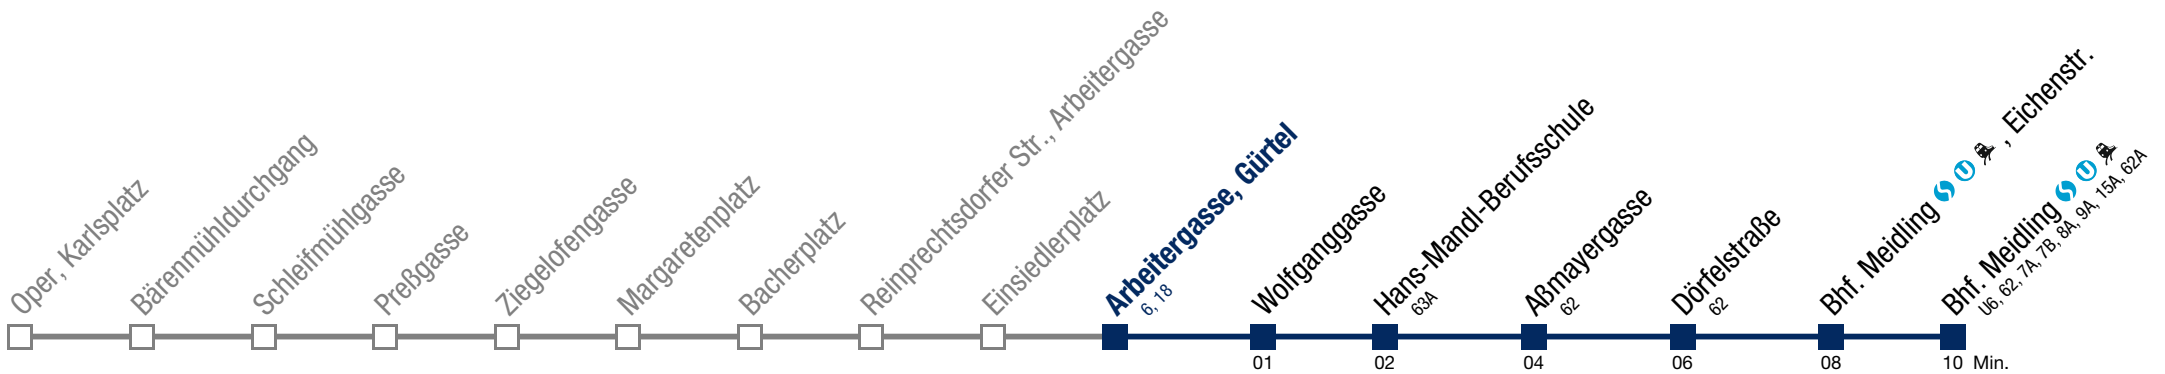 Oper, Karlsplatz
Bärenmühldurchgang
Schleifmühlgasse
Preßgasse
Ziegelofengasse
Margaretenplatz
Bacherplatz
Reinprechtsdorfer Str., Arbeitergasse
Einsiedlerplatz
Arbeitergasse, Gürtel
6, 18
Wolfganggasse
Hans-Mandl-Berufsschule
63A
Aßmayergasse
62
Dörfelstraße
62
Bhf. Meidling S U , Eichenstr.
Bhf. Meidling S U
U6, 62, 7A, 7B, 8A, 9A, 15A, 62A
01 02 04 06 08 10 Min.